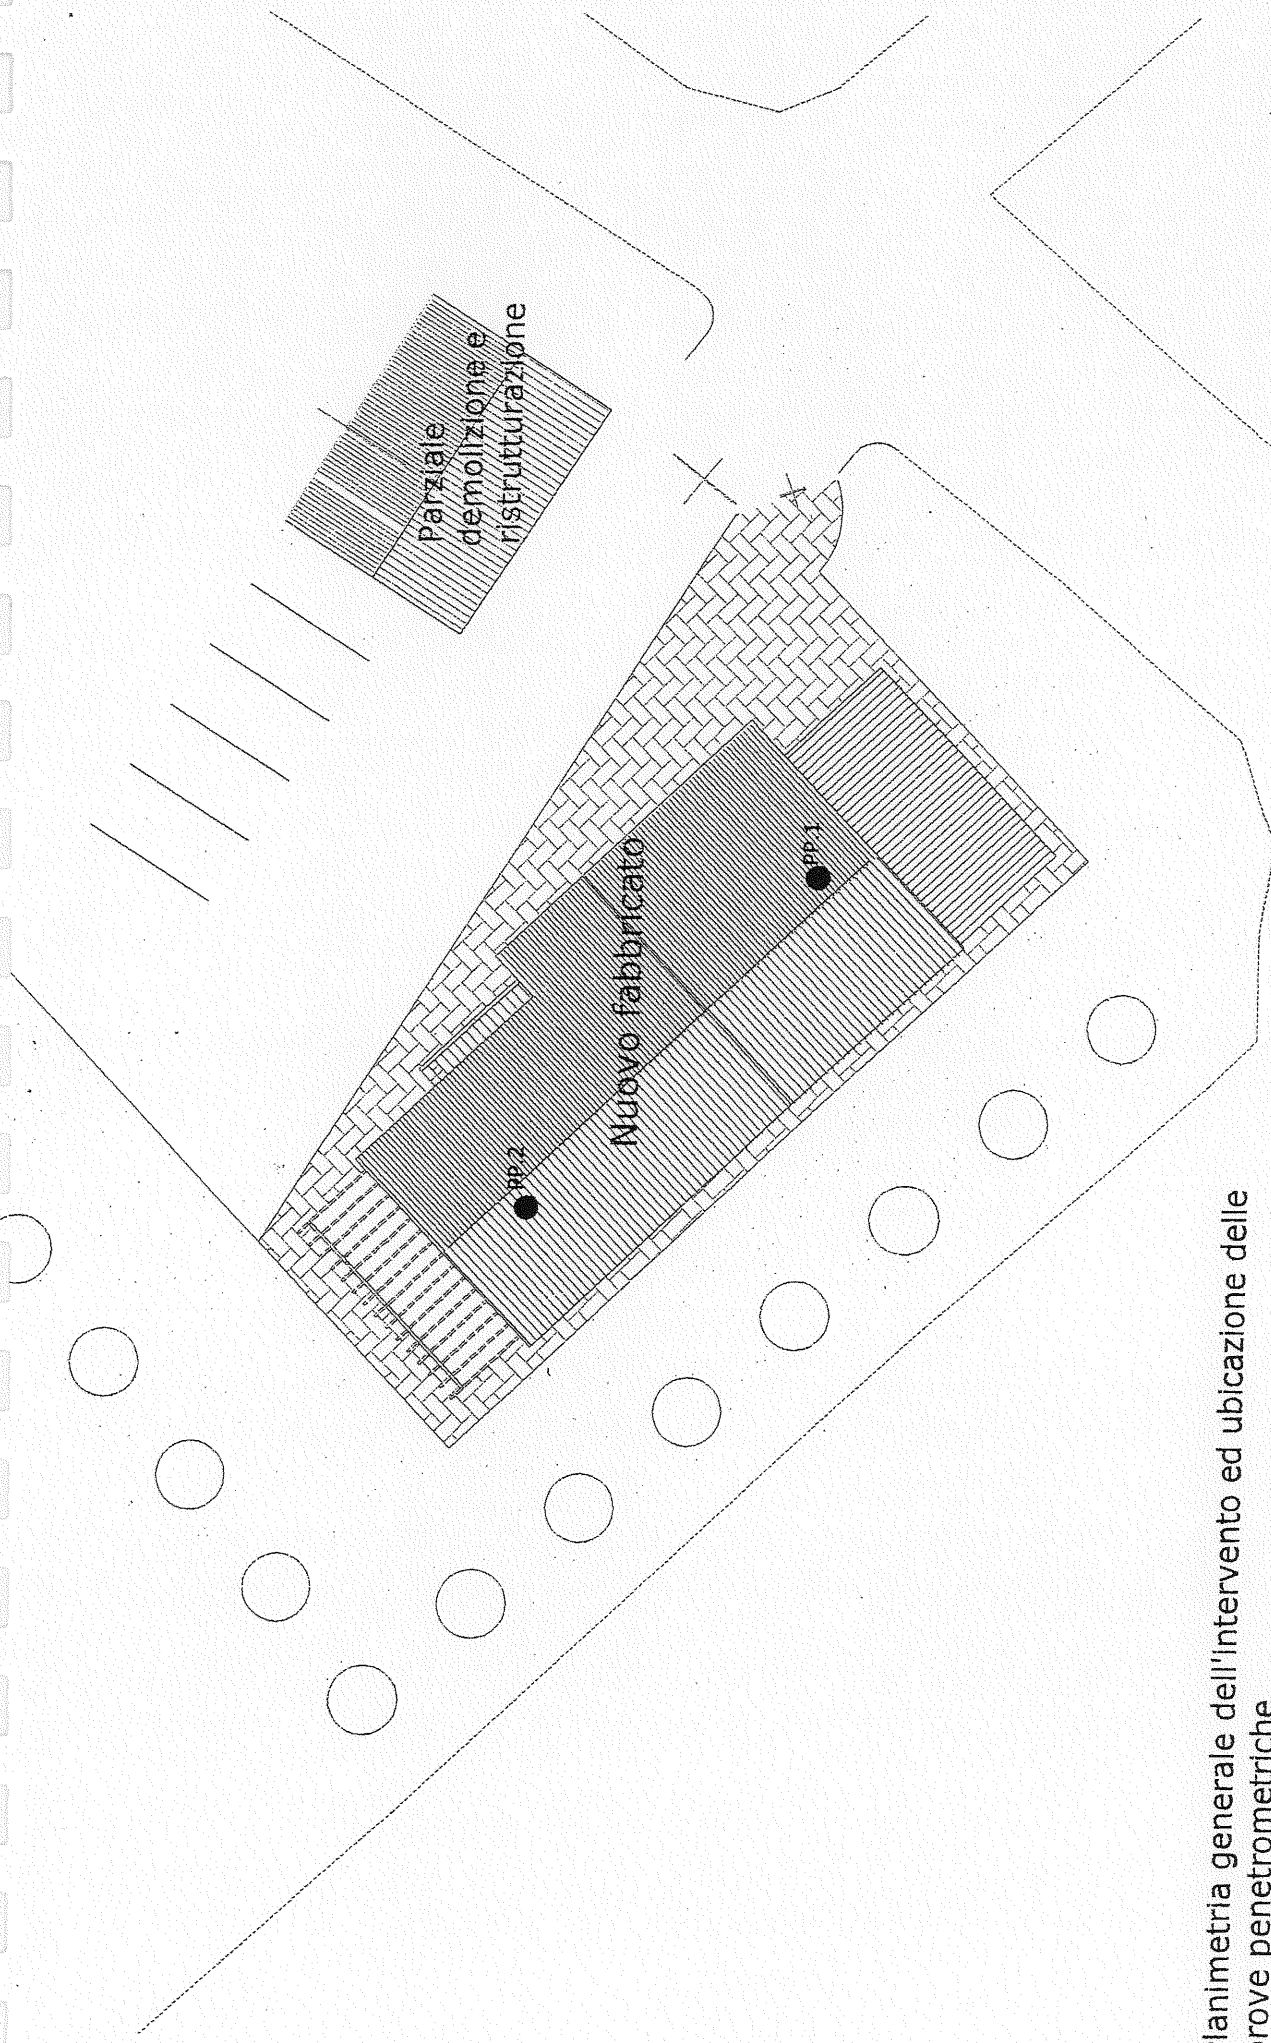 Parziale
demolizione e
ristrutturazione
Nuovo fabbricato
PP.1
PP.2
lanimetria generale dell'intervento ed ubicazione delle
rove penetrometriche